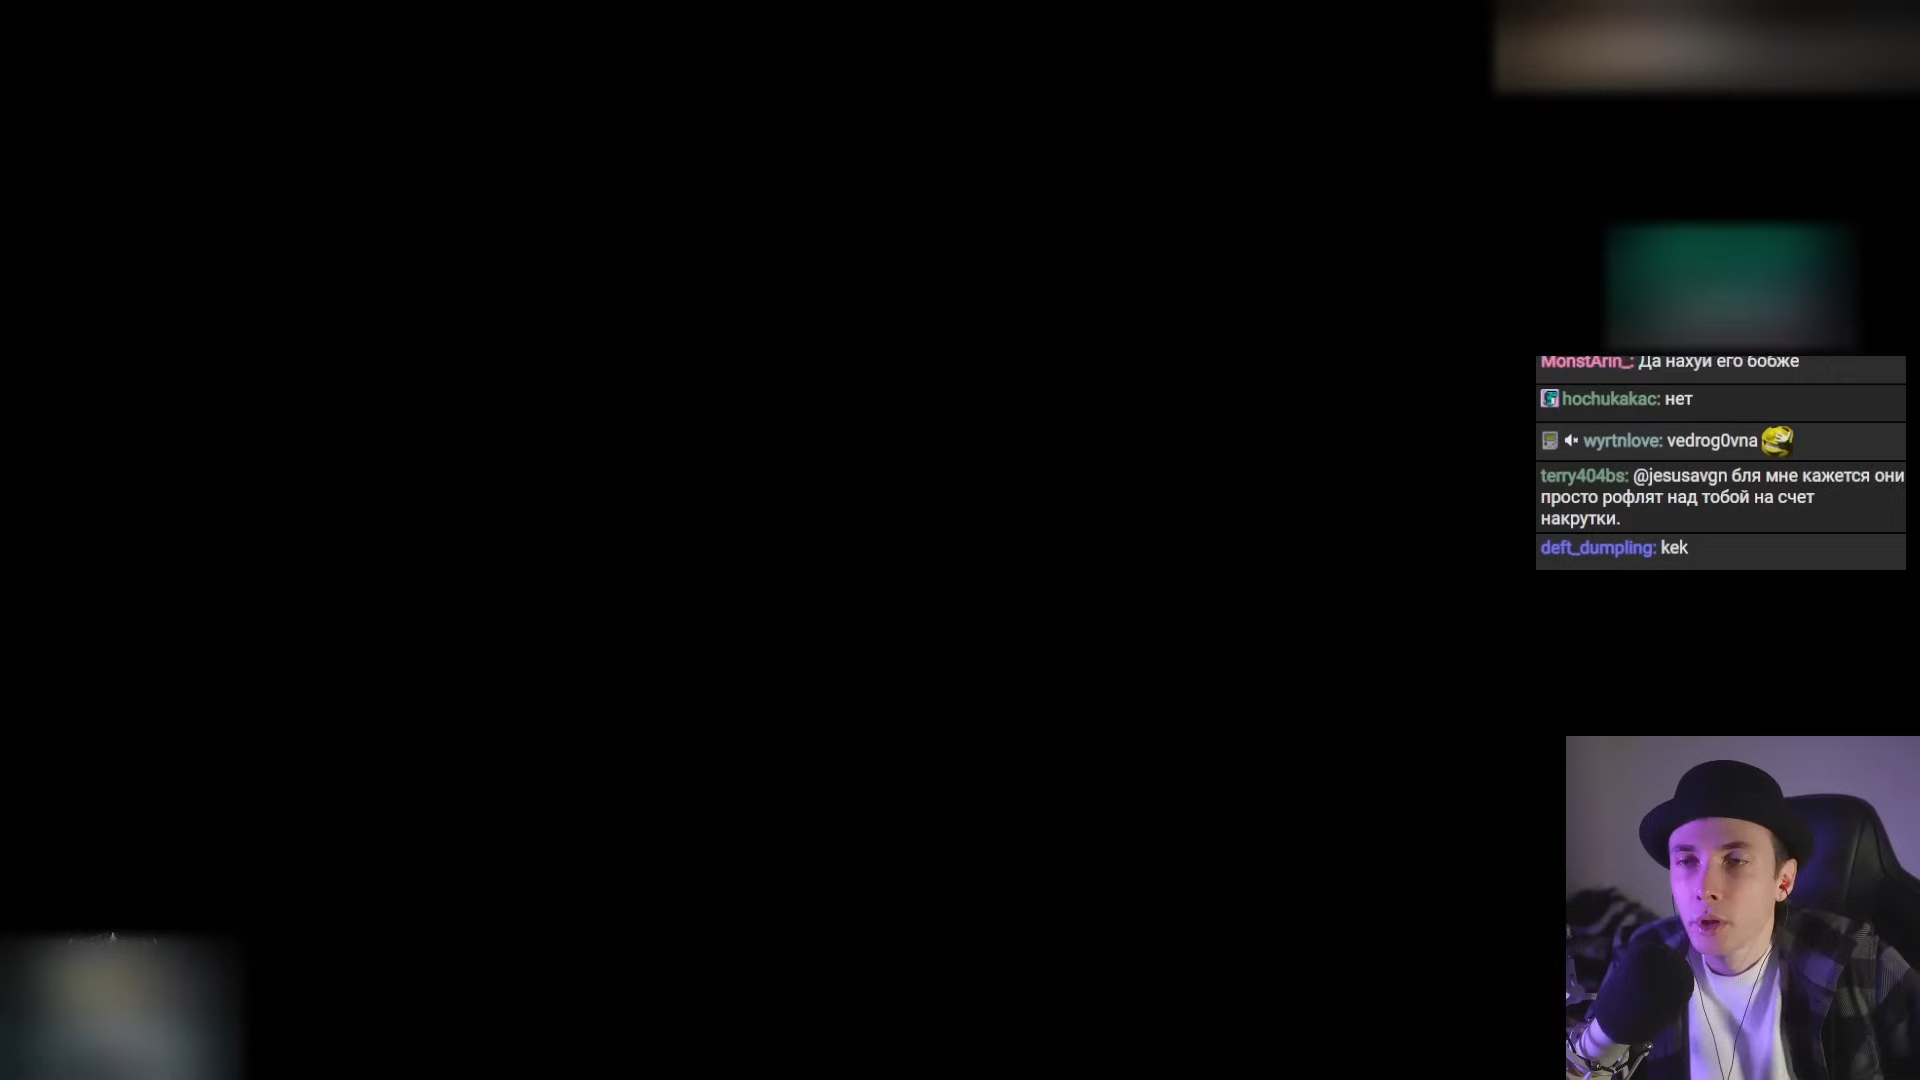 MonstArin_: Да нахуй его бобже
hochukakac: нет
wyrtnlove: vedrog0vna
terry404bs: @jesusavgn бля мне кажется они
просто рофлят над тобой на счет
накрутки.
deft_dumpling: kek